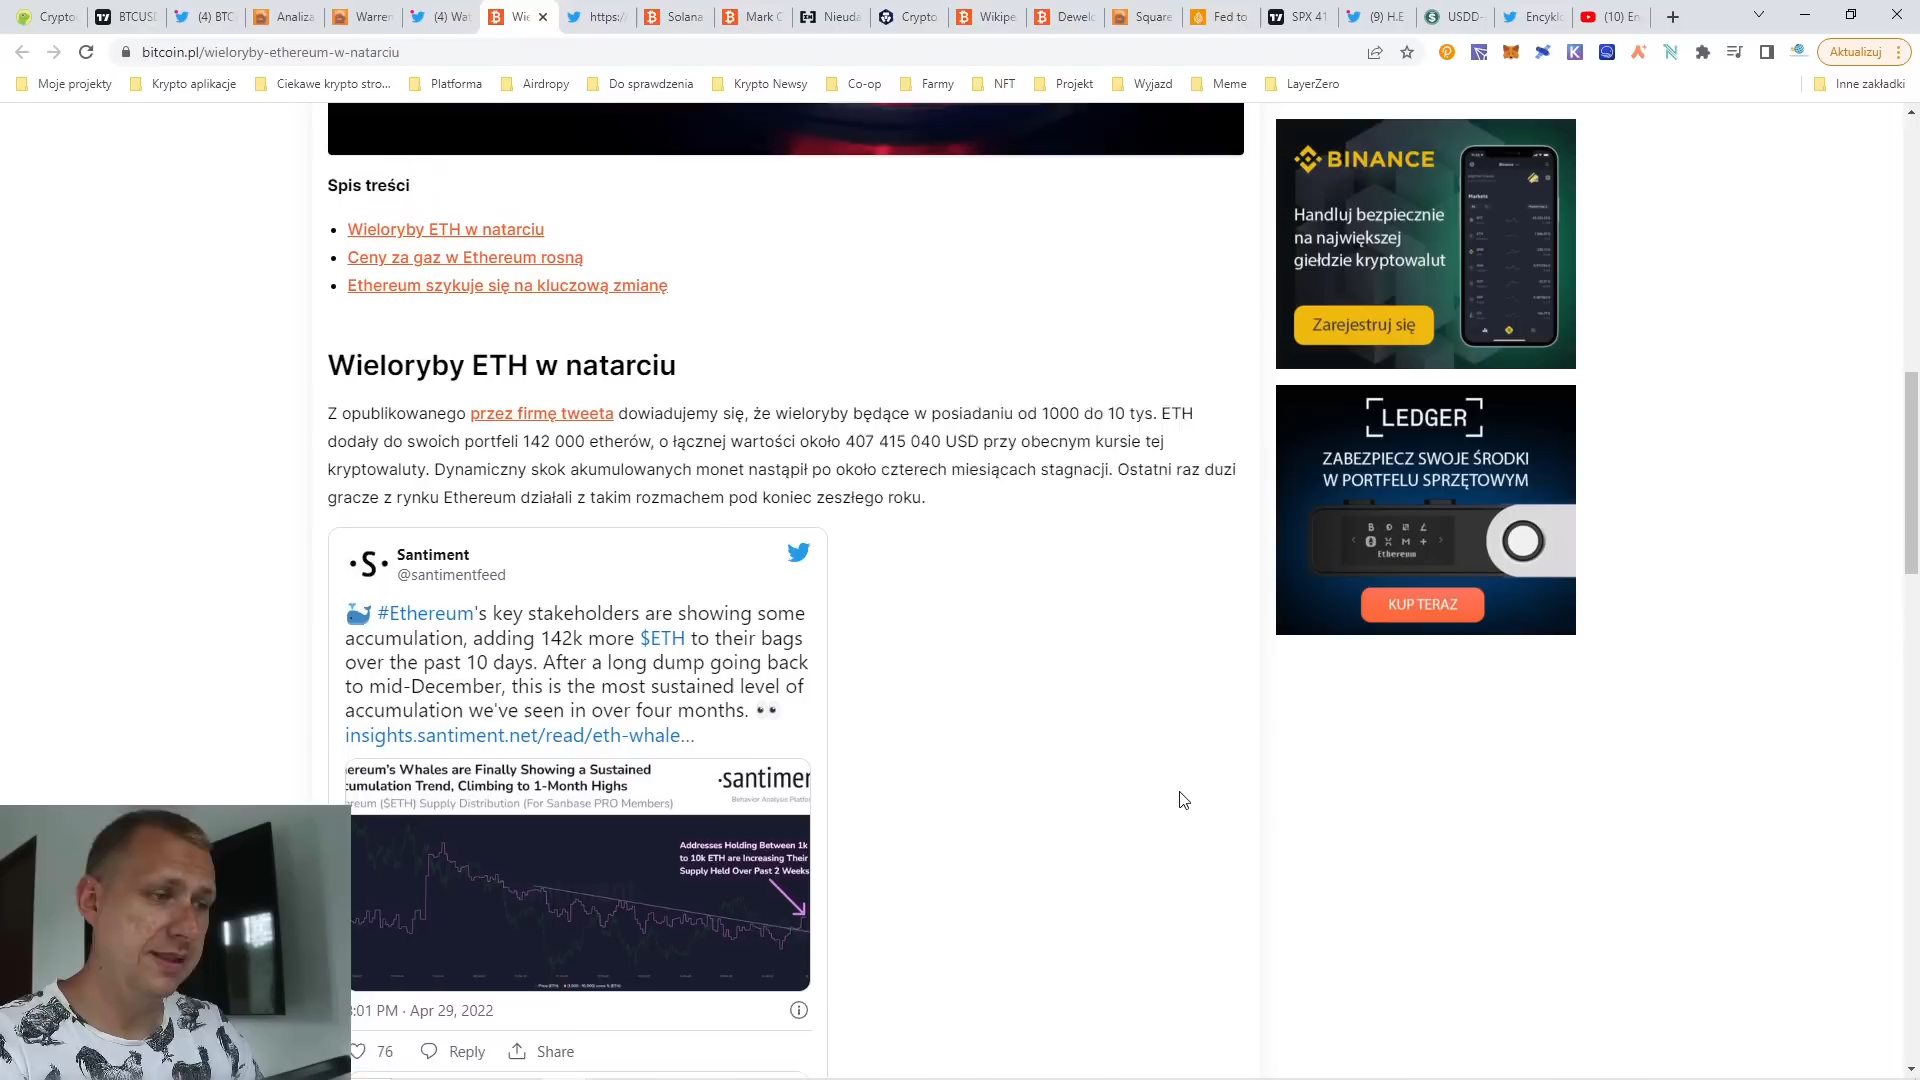 Crypto
BTCUSD
(4) BTC
Analiza
Warren
(4) Wat
Wie
https:/
Solana
Mark C
Nieuda
Crypto
Wikipe
Dewel
Square
Fed to
SPX 41
(9) H.E
USDD-
Encykl
(10) En
bitcoin.pl/wieloryby-ethereum-w-natarciu
Aktualizuj
Moje projekty
Krypto aplikacje
Ciekawe krypto stro...
Platforma
Airdropy
Do sprawdzenia
Krypto Newsy
Co-op
Farmy
NFT
Projekt
Wyjazd
Meme
LayerZero
Inne zakładki
Spis treści
Wieloryby ETH w natarciu
Ceny za gaz w Ethereum rosną
Ethereum szykuje się na kluczową zmianę
Wieloryby ETH w natarciu
Z opublikowanego przez firmę tweeta dowiadujemy się, że wieloryby będące w posiadaniu od 1000 do 10 tys. ETH
dodały do swoich portfeli 142 000 etherów, o łącznej wartości około 407 415 040 USD przy obecnym kursie tej
kryptowaluty. Dynamiczny skok akumulowanych monet nastąpił po około czterech miesiącach stagnacji. Ostatni raz duzi
gracze z rynku Ethereum działali z takim rozmachem pod koniec zeszłego roku.
·S·
Santiment
@santimentfeed
🐳 #Ethereum's key stakeholders are showing some
accumulation, adding 142k more $ETH to their bags
over the past 10 days. After a long dump going back
to mid-December, this is the most sustained level of
accumulation we've seen in over four months. 👀
insights.santiment.net/read/eth-whale...
ereum's Whales are Finally Showing a Sustained
cumulation Trend, Climbing to 1-Month Highs
reum ($ETH) Supply Distribution (For Sanbase PRO Members)
·santimen
Behavior Analysis Platfo
Addresses Holding Between 1k
to 10k ETH are Increasing Their
Supply Held Over Past 2 Weeks
:01 PM · Apr 29, 2022
76
Reply
Share
BINANCE
Handluj bezpiecznie
na największej
giełdzie kryptowalut
Zarejestruj się
LEDGER
ZABEZPIECZ SWOJE ŚRODKI
W PORTFELU SPRZĘTOWYM
Ethereum
KUP TERAZ